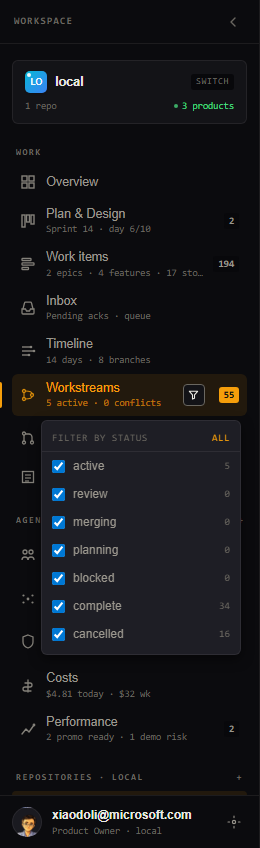 WORKSPACE
LO local SWITCH
1 repo 3 products
WORK
Overview
Plan & Design
Sprint 14 · day 6/10 2
Work items
2 epics · 4 features · 17 sto… 194
Inbox
Pending acks · queue
Timeline
14 days · 8 branches
Workstreams
5 active · 0 conflicts 55
FILTER BY STATUS ALL
active 5
review 0
merging 0
planning 0
blocked 0
complete 34
cancelled 16
AGEN
Costs
$4.81 today · $32 wk
Performance
2 promo ready · 1 demo risk 2
REPOSITORIES · LOCAL +
xiaodoli@microsoft.com
Product Owner · local